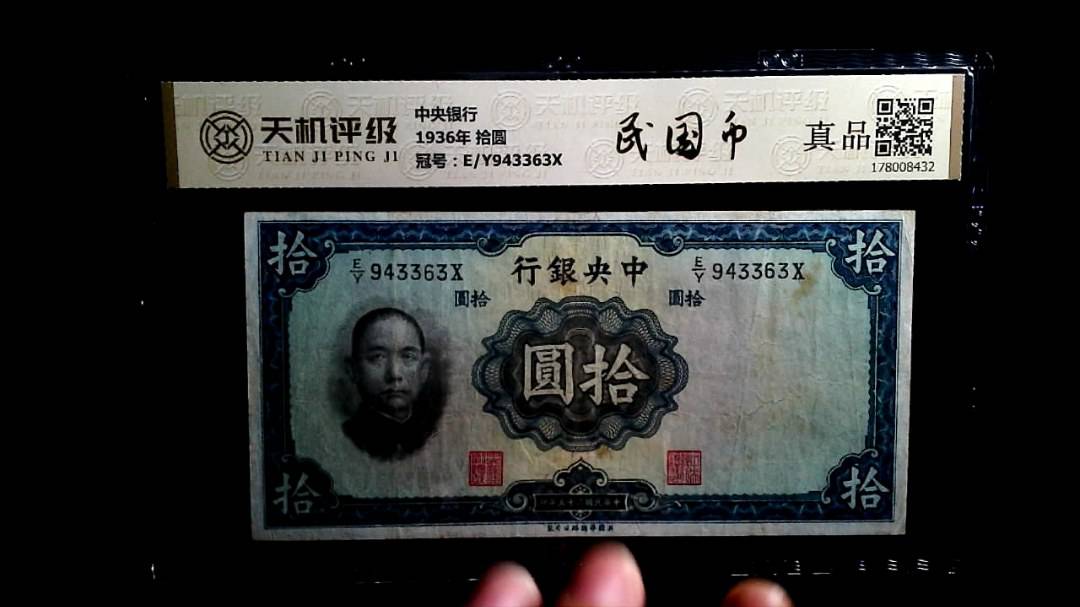 天机评级
TIAN JI PING JI
中央银行
1936年 拾圆
冠号：E/Y943363X
民国币
真品
178008432
拾
拾
E/Y 943363X
行銀央中
E/Y 943363X
圓拾
圓拾
圓拾
拾
拾